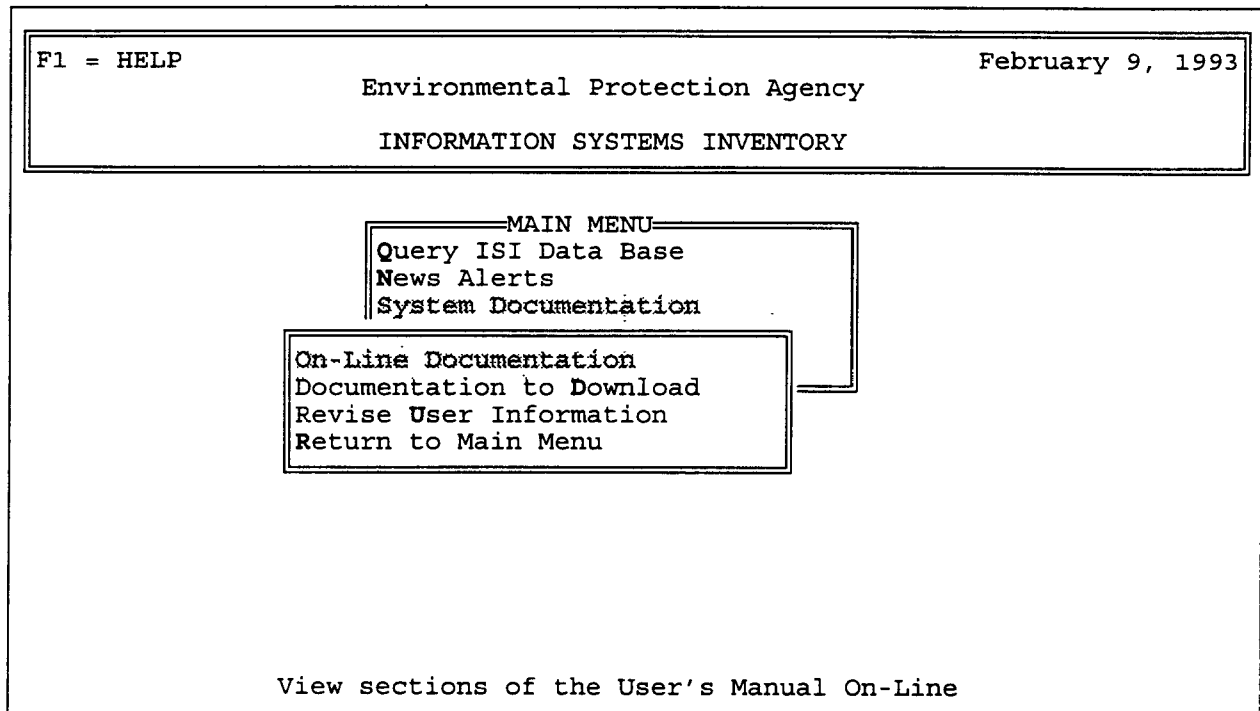 F1 = HELP February 9, 1993
Environmental Protection Agency
INFORMATION SYSTEMS INVENTORY
MAIN MENU
Query ISI Data Base
News Alerts
System Documentation
On-Line Documentation
Documentation to Download
Revise User Information
Return to Main Menu
View sections of the User's Manual On-Line